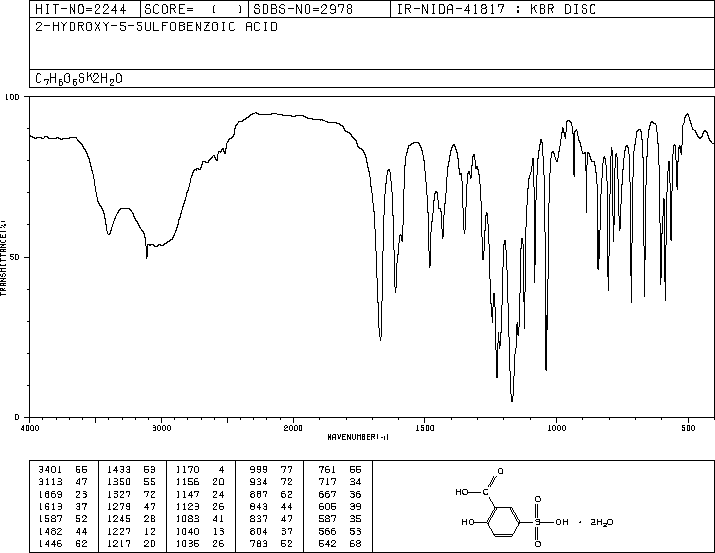 HIT-NO=2244 SCORE= ( ) SDBS-NO=2978 IR-NIDA-41817 : KBR DISC
2-HYDROXY-5-SULFOBENZOIC ACID
C7H6O6S·2H2O
100
50
0
TRANSMITTANCE(%)
4000 3000 2000 1500 1000 500
WAVENUMBER(-1)
3401 55 1433 53 1170 4 999 77 761 55
3113 47 1350 55 1156 20 934 72 717 34
1669 23 1327 72 1147 24 887 62 667 36
1613 37 1279 47 1123 26 843 44 605 39
1587 52 1245 28 1083 41 837 47 587 35
1482 44 1227 12 1040 13 804 37 566 53
1446 62 1217 20 1035 26 783 52 542 68
O
HO C
O
HO S OH · 2H2O
O